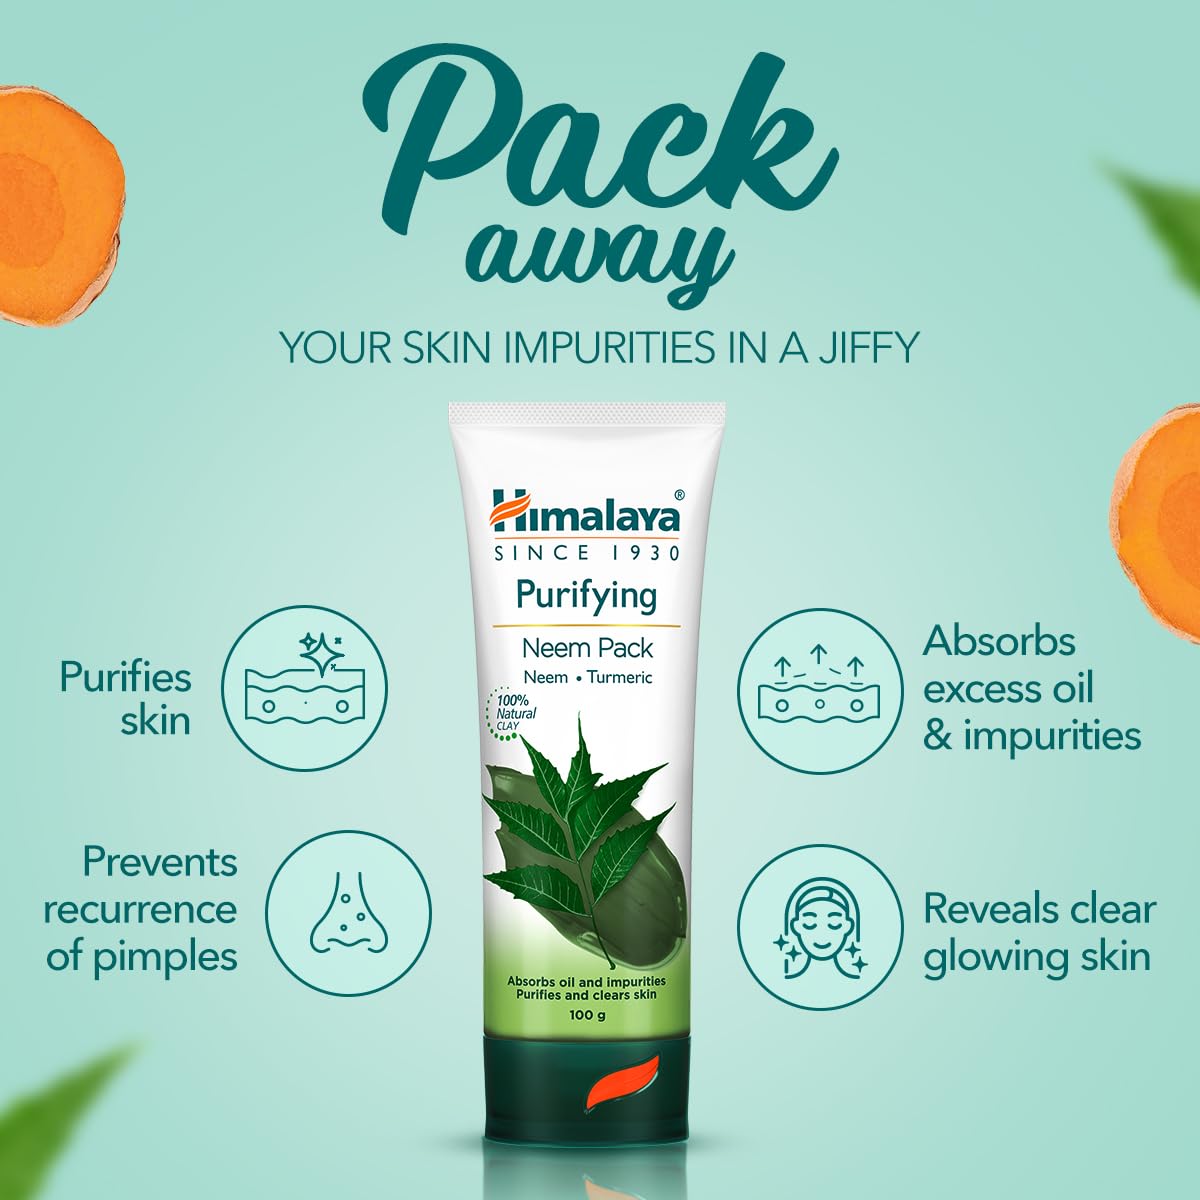 Pack
away
YOUR SKIN IMPURITIES IN A JIFFY
Himalaya®
SINCE 1930
Purifying
Neem Pack
Neem • Turmeric
100%
Natural
CLAY
Absorbs oil and impurities
Purifies and clears skin
100 g
Purifies
skin
Prevents
recurrence
of pimples
Absorbs
excess oil
& impurities
Reveals clear
glowing skin